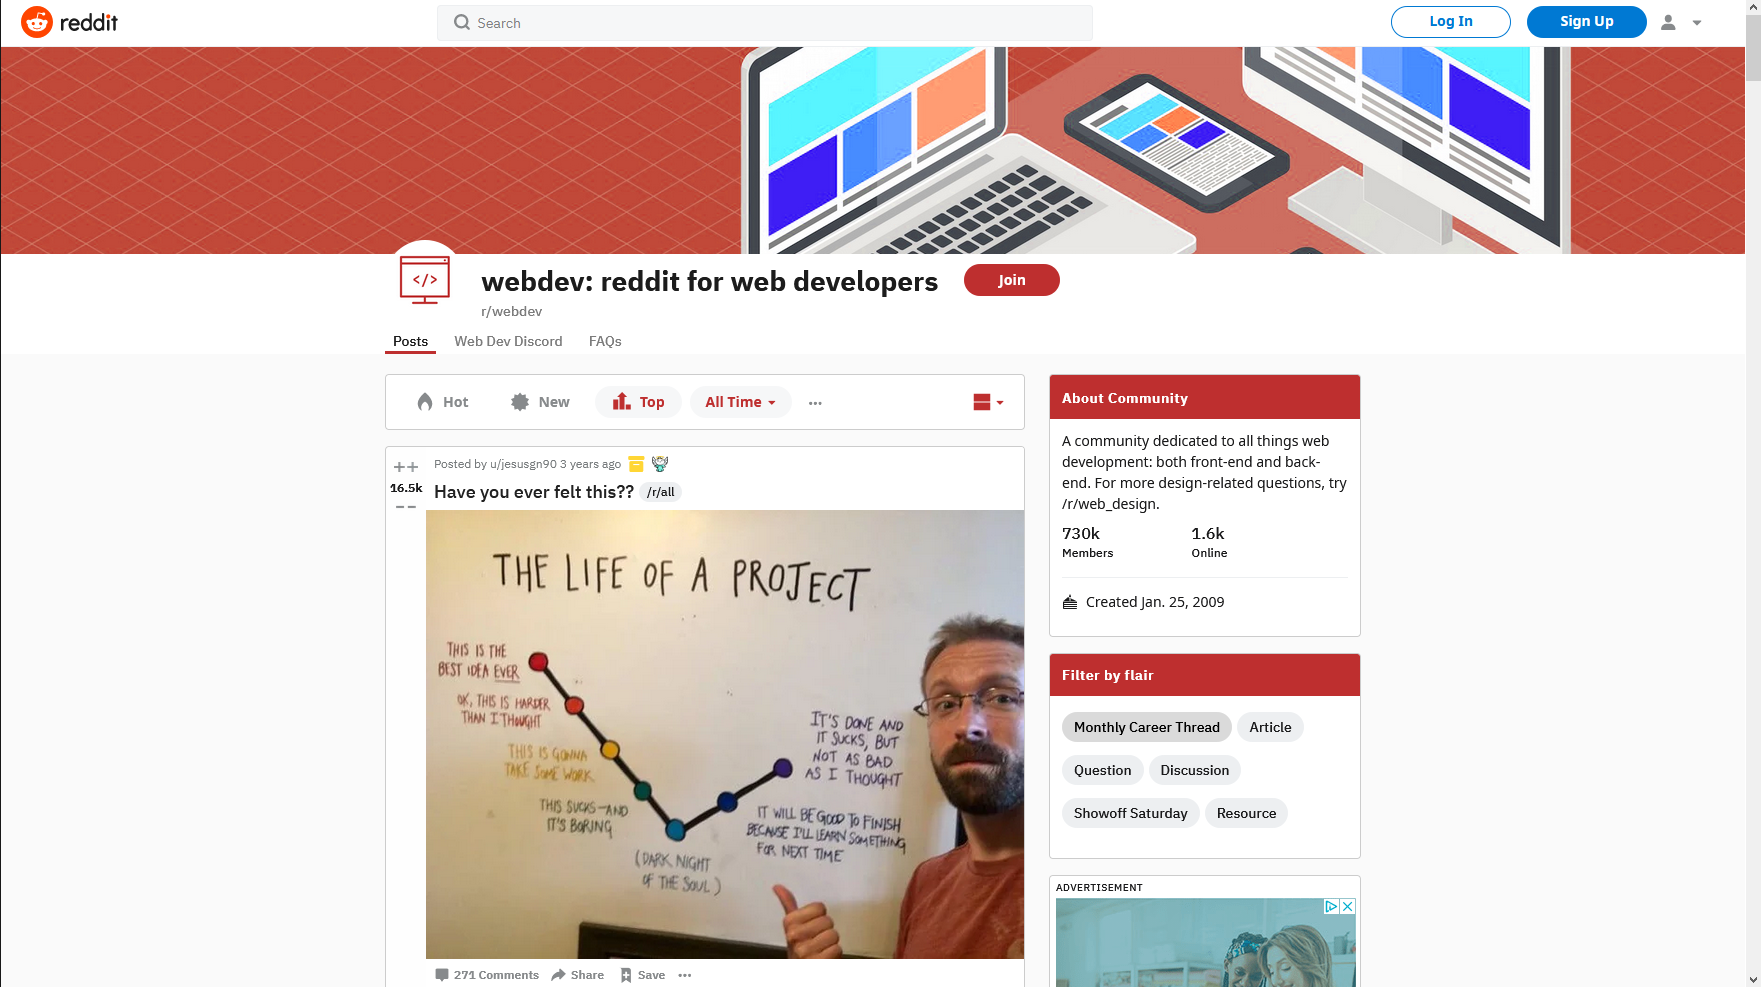 reddit
Search
Log In
Sign Up
</>
webdev: reddit for web developers
Join
r/webdev
Posts
Web Dev Discord
FAQs
Hot
New
Top
All Time
Posted by u/jesusgn90 3 years ago
16.5k
Have you ever felt this??
/r/all
THE LIFE OF A PROJECT
THIS IS THE
BEST IDEA EVER
OK, THIS IS HARDER
THAN I THOUGHT
THIS IS GONNA
TAKE SOME WORK
THIS SUCKS—AND
IT'S BORING
(DARK NIGHT
OF THE SOUL)
IT WILL BE GOOD TO FINISH
BECAUSE I'LL LEARN SOMETHING
FOR NEXT TIME
IT'S DONE AND
IT SUCKS, BUT
NOT AS BAD
AS I THOUGHT
271 Comments
Share
Save
About Community
A community dedicated to all things web
development: both front-end and back-
end. For more design-related questions, try
/r/web_design.
730k
Members
1.6k
Online
Created Jan. 25, 2009
Filter by flair
Monthly Career Thread
Article
Question
Discussion
Showoff Saturday
Resource
ADVERTISEMENT